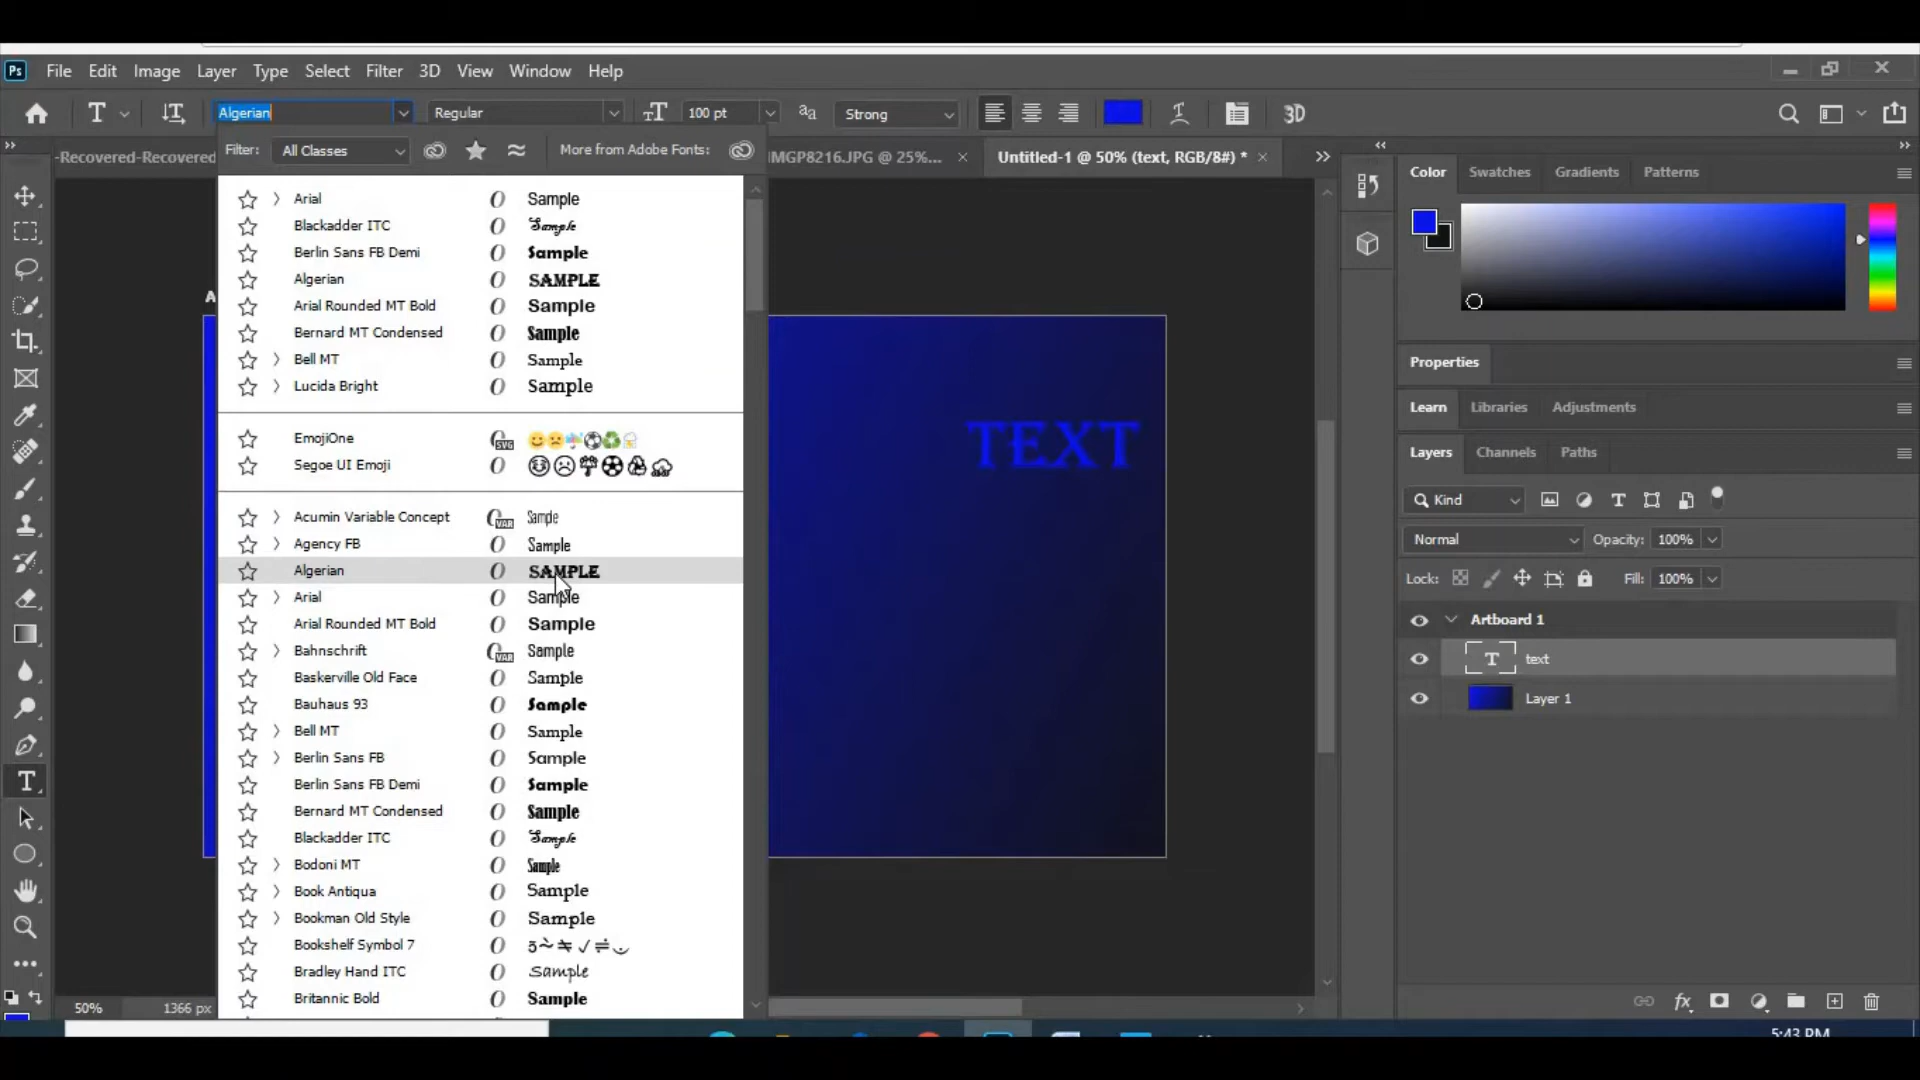 Ps File Edit Image Layer Type Select Filter 3D View Window Help
T Algerian Regular 100 pt aa Strong 3D
Filter: All Classes More from Adobe Fonts:
-Recovered-Recovered IMGP8216.JPG @ 25%... Untitled-1 @ 50% (text, RGB/8#) *
Color Swatches Gradients Patterns
Arial Sample
Blackadder ITC Sample
Berlin Sans FB Demi Sample
Algerian SAMPLE
Arial Rounded MT Bold Sample
Bernard MT Condensed Sample
Bell MT Sample
Lucida Bright Sample
EmojiOne
Segoe UI Emoji
Acumin Variable Concept Sample
Agency FB Sample
Algerian SAMPLE
Arial Sample
Arial Rounded MT Bold Sample
Bahnschrift Sample
Baskerville Old Face Sample
Bauhaus 93 Sample
Bell MT Sample
Berlin Sans FB Sample
Berlin Sans FB Demi Sample
Bernard MT Condensed Sample
Blackadder ITC Sample
Bodoni MT Sample
Book Antiqua Sample
Bookman Old Style Sample
Bookshelf Symbol 7
Bradley Hand ITC Sample
Britannic Bold Sample
TEXT
Properties
Learn Libraries Adjustments
Layers Channels Paths
Kind
Normal Opacity: 100%
Lock: Fill: 100%
Artboard 1
T text
Layer 1
50% 1366 px
fx
5:43 PM